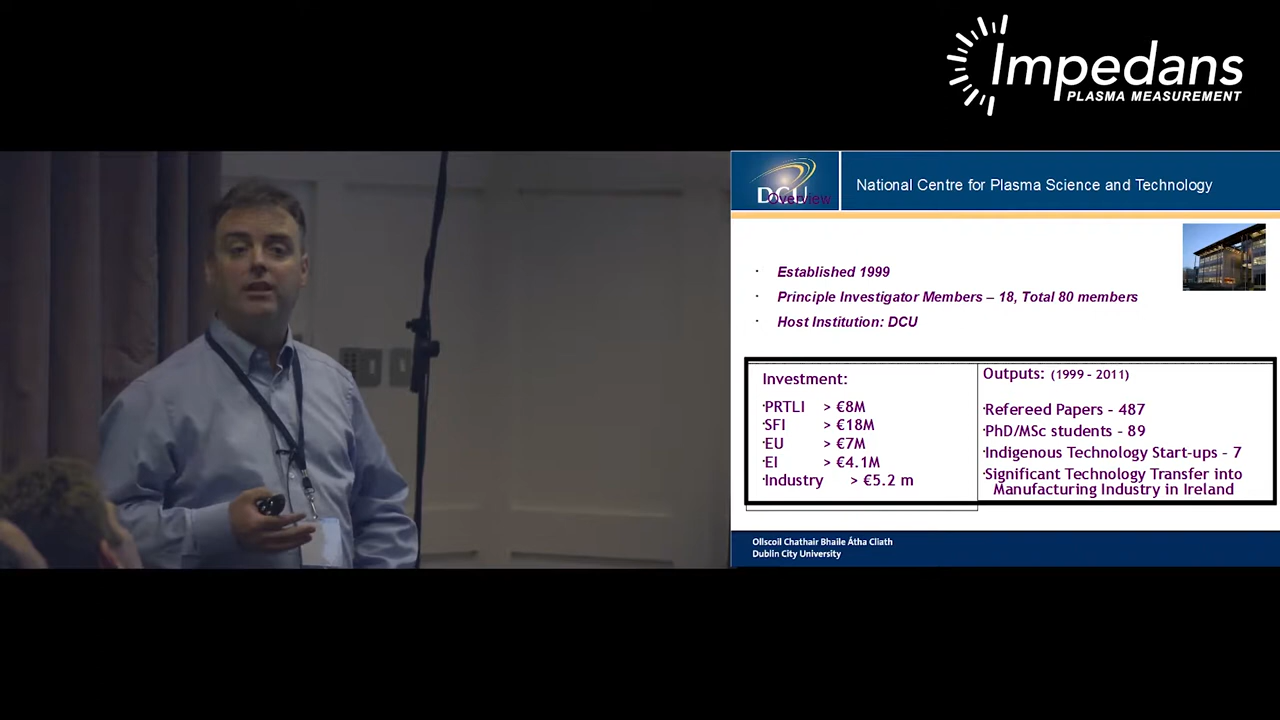 Impedans
PLASMA MEASUREMENT
DCU
Overview
National Centre for Plasma Science and Technology
· Established 1999
· Principle Investigator Members – 18, Total 80 members
· Host Institution: DCU
Investment:
·PRTLI > €8M
·SFI > €18M
·EU > €7M
·EI > €4.1M
·Industry > €5.2 m
Outputs: (1999 – 2011)
·Refereed Papers – 487
·PhD/MSc students – 89
·Indigenous Technology Start-ups – 7
·Significant Technology Transfer into
Manufacturing Industry in Ireland
Ollscoil Chathair Bhaile Átha Cliath
Dublin City University